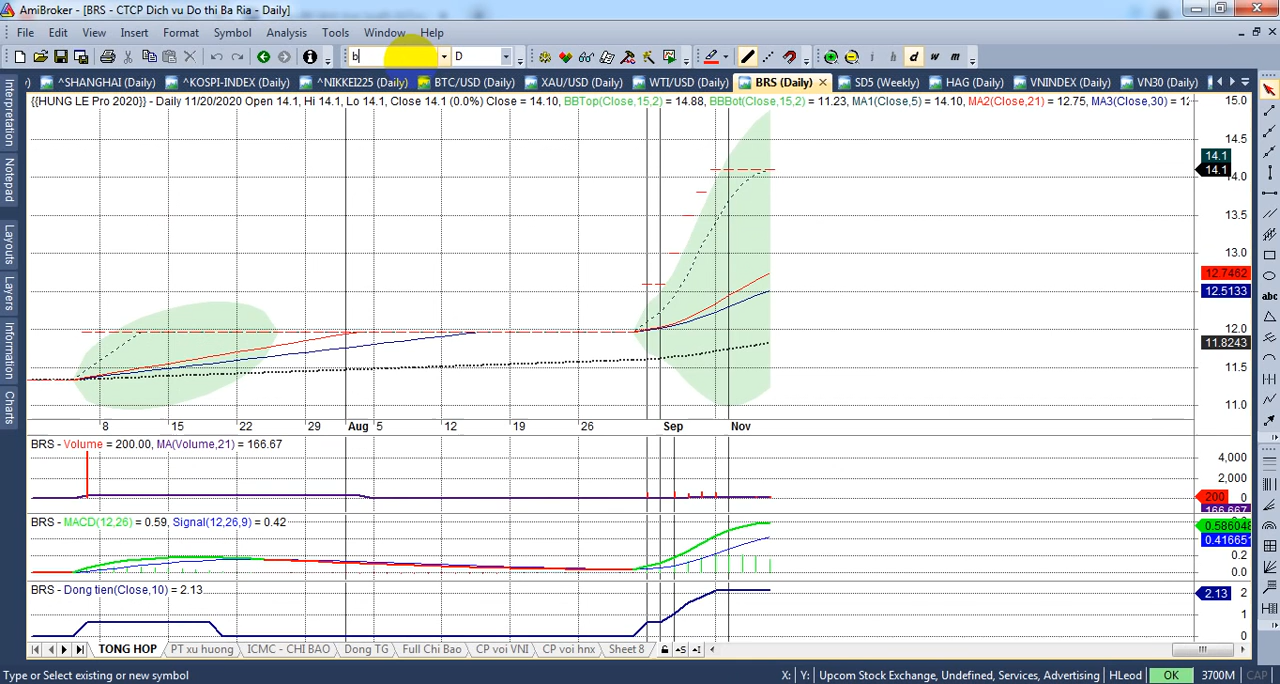 AmiBroker - [BRS - CTCP Dich vu Do thi Ba Ria - Daily]
File Edit View Insert Format Symbol Analysis Tools Window Help
b D h d w m
^SHANGHAI (Daily) ^KOSPI-INDEX (Daily) ^NIKKEI225 (Daily) BTC/USD (Daily) XAU/USD (Daily) WTI/USD (Daily) BRS (Daily) SD5 (Weekly) HAG (Daily) VNINDEX (Daily) VN30 (Daily)
{{HUNG LE Pro 2020}} - Daily 11/20/2020 Open 14.1, Hi 14.1, Lo 14.1, Close 14.1 (0.0%) Close = 14.10, BBTop(Close,15,2) = 14.88, BBBot(Close,15,2) = 11.23, MA1(Close,5) = 14.10, MA2(Close,21) = 12.75, MA3(Close,30) = 12
Interpretation
Notepad
Layouts
Layers
Information
Charts
15.0
14.5
14.1
14.1
14.0
13.5
13.0
12.7462
12.5133
12.0
11.8243
11.5
11.0
abc
8 15 22 29 Aug 5 12 19 26 Sep Nov
BRS - Volume = 200.00, MA(Volume,21) = 166.67
4,000
2,000
200 0
166.667
BRS - MACD(12,26) = 0.59, Signal(12,26,9) = 0.42
0.586048
0.416651
0.2
0.0
BRS - Dong tien(Close,10) = 2.13
2.13 2
1
0
TONG HOP PT xu huong ICMC - CHI BAO Dong TG Full Chi Bao CP voi VNI CP voi hnx Sheet 8
Type or Select existing or new symbol X: Y: Upcom Stock Exchange, Undefined, Services, Advertising HLeod OK 3700M CAP